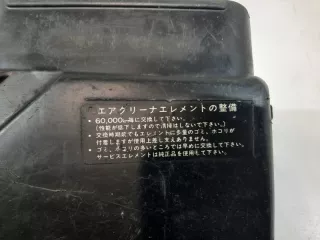 エアクリーナエレメントの整備
• 60,000km毎に交換して下さい。
(性能が低下しますので清掃はしないで下さい。)
• 交換時期前でもエレメントに多量のゴミ、ホコリが
付着しますが使用上差し支えありません。
• ゴミ、ホコリの多いところでは早めに交換して下さい。
サービスエレメントは純正品を使用して下さい。